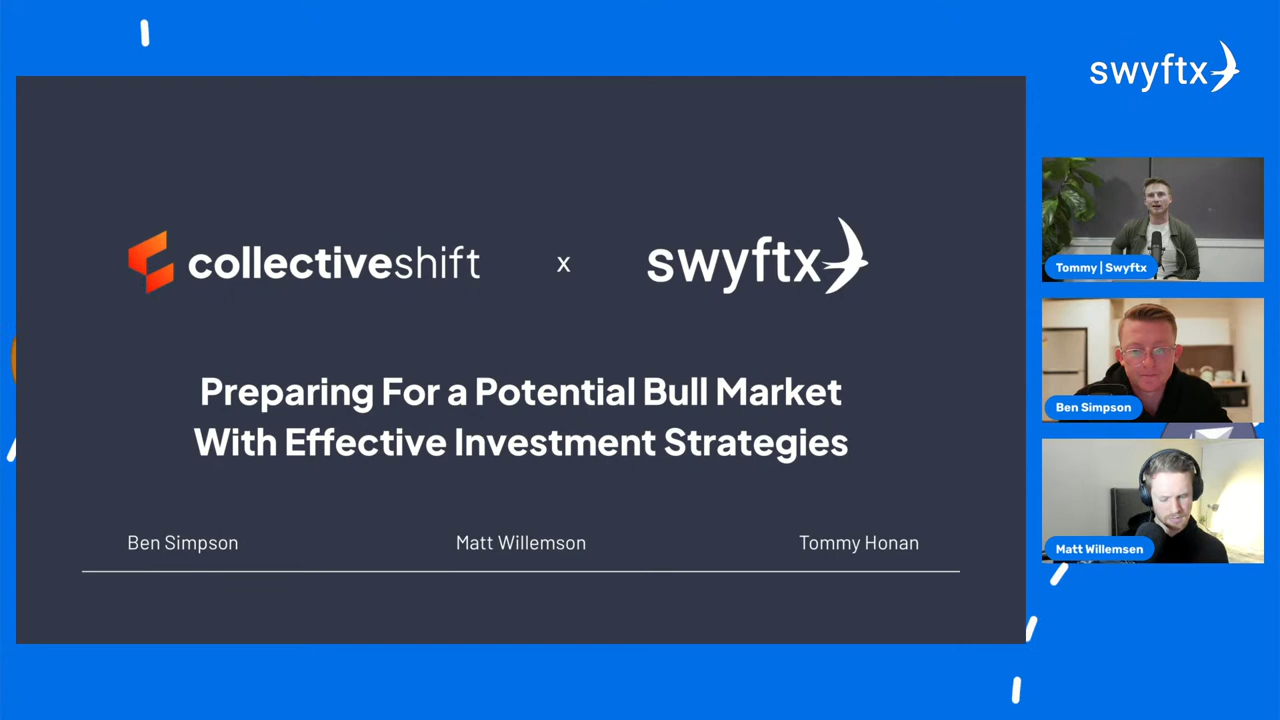 swyftx
collectiveshift x swyftx
Preparing For a Potential Bull Market
With Effective Investment Strategies
Ben Simpson Matt Willemson Tommy Honan
Tommy | Swyftx
Ben Simpson
Matt Willemsen